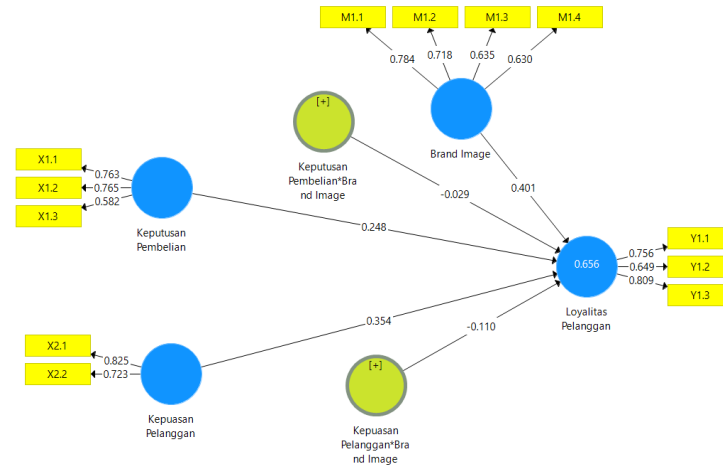 M1.1
M1.2
M1.3
M1.4
0.784
0.718
0.635
0.630
[+]
Brand Image
Keputusan
Pembelian*Bra
nd Image
X1.1
X1.2
X1.3
0.763
0.765
0.582
Keputusan
Pembelian
0.248
-0.029
0.401
0.656
Loyalitas
Pelanggan
0.756
0.649
0.809
Y1.1
Y1.2
Y1.3
X2.1
X2.2
0.825
0.723
Kepuasan
Pelanggan
0.354
-0.110
[+]
Kepuasan
Pelanggan*Bra
nd Image